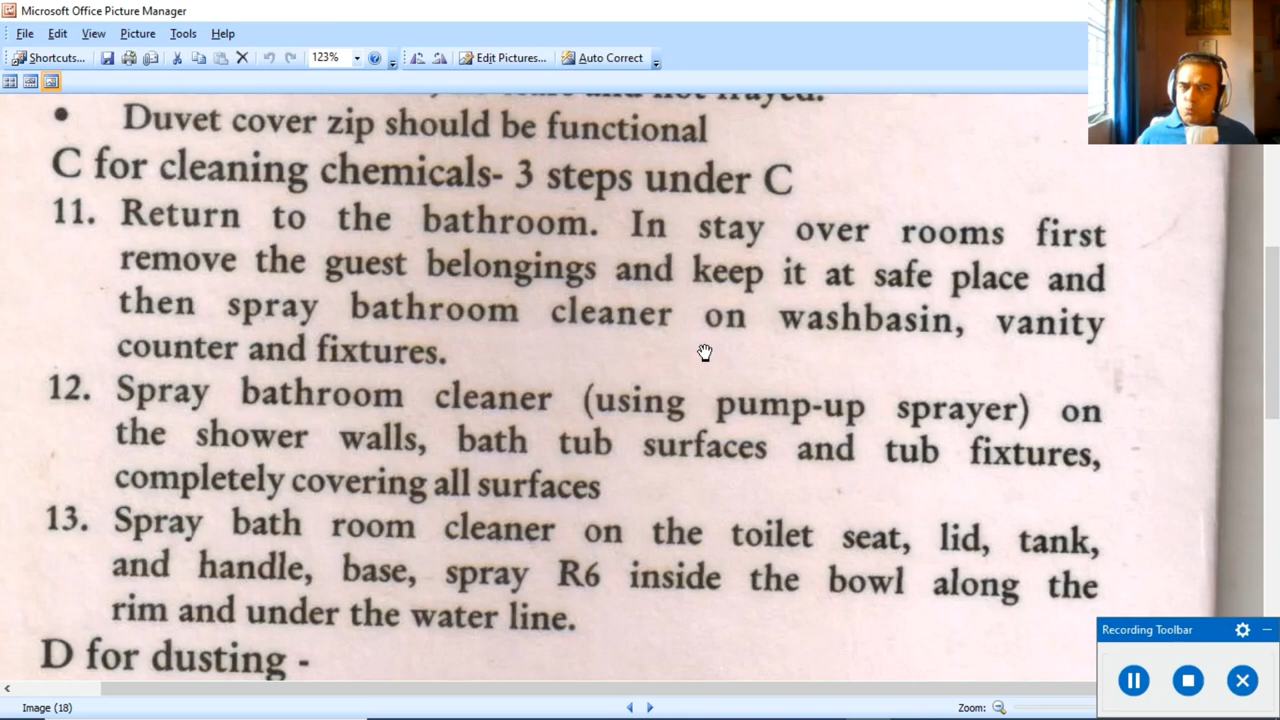 Microsoft Office Picture Manager
File Edit View Picture Tools Help
Shortcuts... 123% Edit Pictures... Auto Correct
and not frayed.
• Duvet cover zip should be functional
C for cleaning chemicals- 3 steps under C
11. Return to the bathroom. In stay over rooms first
remove the guest belongings and keep it at safe place and
then spray bathroom cleaner on washbasin, vanity
counter and fixtures.
12. Spray bathroom cleaner (using pump-up sprayer) on
the shower walls, bath tub surfaces and tub fixtures,
completely covering all surfaces
13. Spray bath room cleaner on the toilet seat, lid, tank,
and handle, base, spray R6 inside the bowl along the
rim and under the water line.
D for dusting -
Recording Toolbar
Image (18) Zoom: